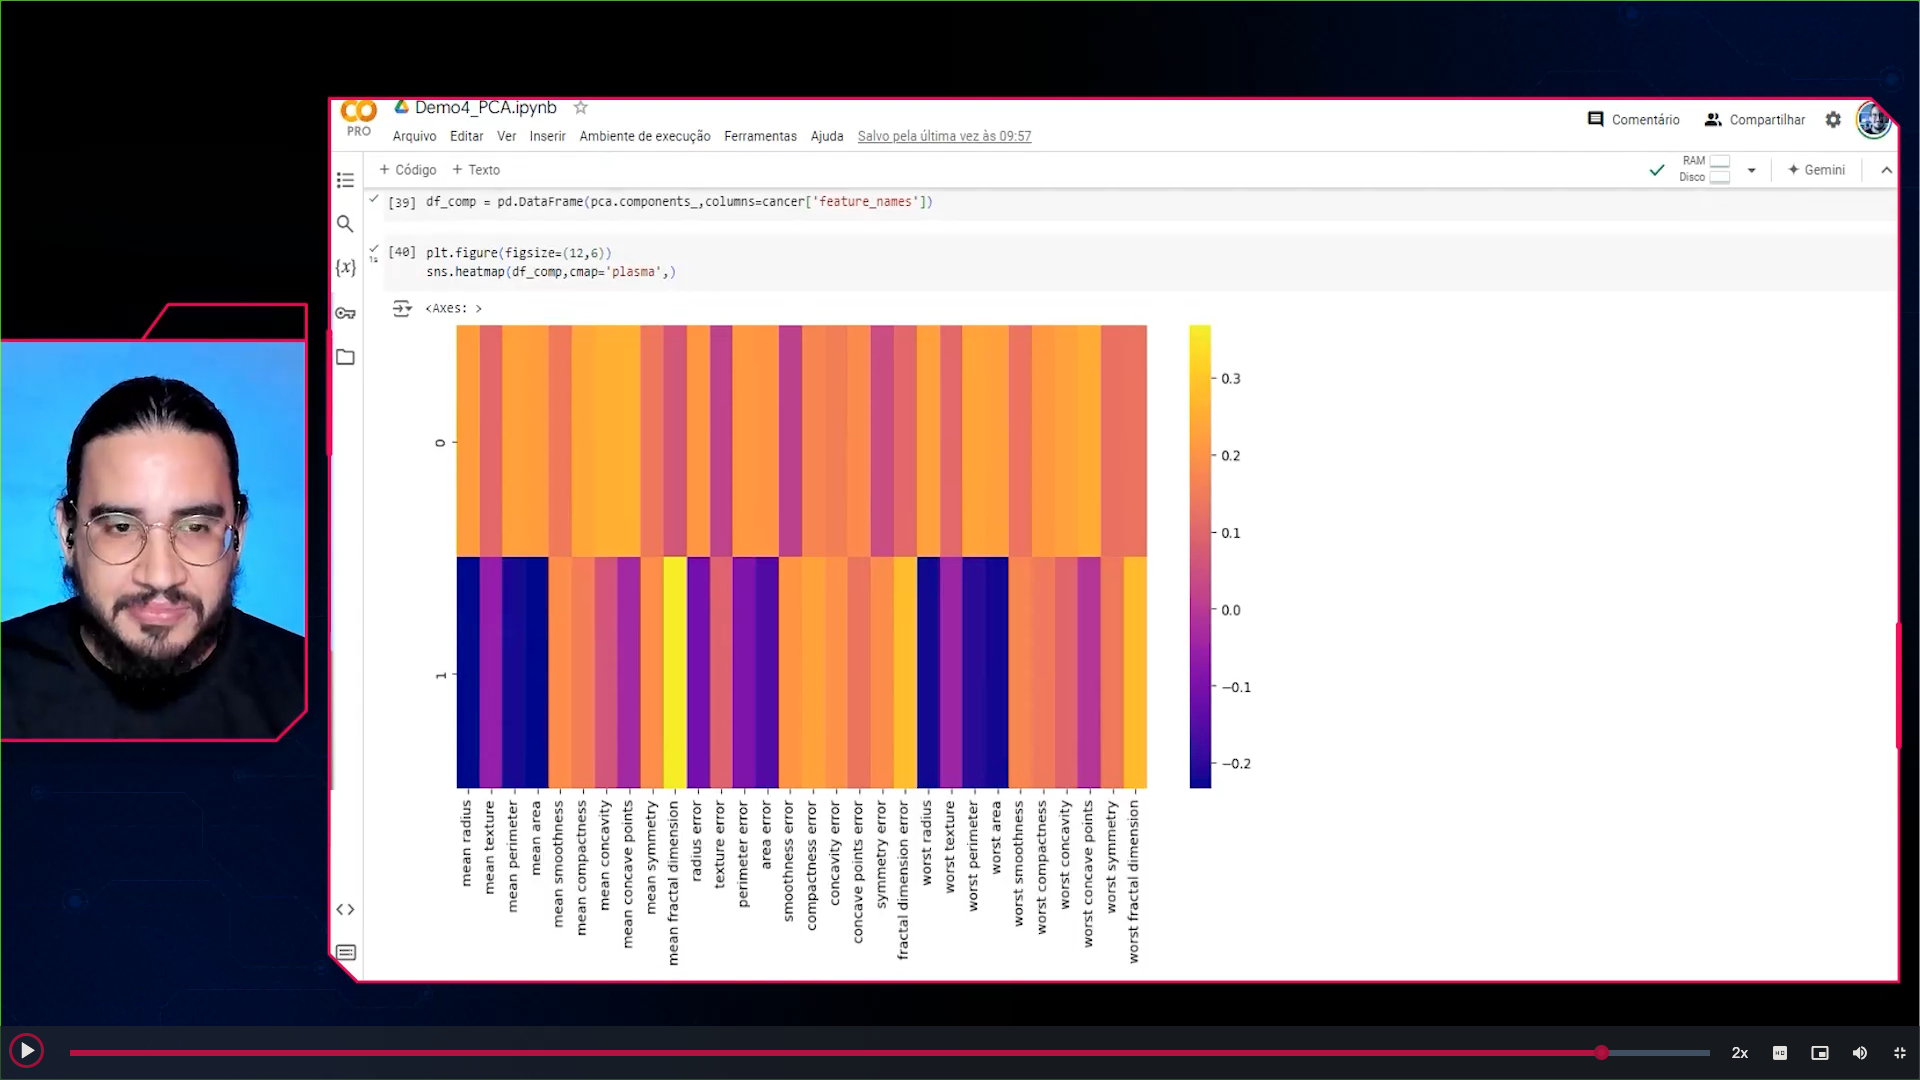 CO
PRO
Demo4_PCA.ipynb
Arquivo Editar Ver Inserir Ambiente de execução Ferramentas Ajuda Salvo pela última vez às 09:57
Comentário Compartilhar
+ Código + Texto
RAM
Disco
Gemini
[39] df_comp = pd.DataFrame(pca.components_,columns=cancer['feature_names'])
[40] plt.figure(figsize=(12,6))
1s
sns.heatmap(df_comp,cmap='plasma',)
{x}
<Axes: >
0
1
0.3
0.2
0.1
0.0
−0.1
−0.2
mean radius
mean texture
mean perimeter
mean area
mean smoothness
mean compactness
mean concavity
mean concave points
mean symmetry
mean fractal dimension
radius error
texture error
perimeter error
area error
smoothness error
compactness error
concavity error
concave points error
symmetry error
fractal dimension error
worst radius
worst texture
worst perimeter
worst area
worst smoothness
worst compactness
worst concavity
worst concave points
worst symmetry
worst fractal dimension
<>
2x
HD